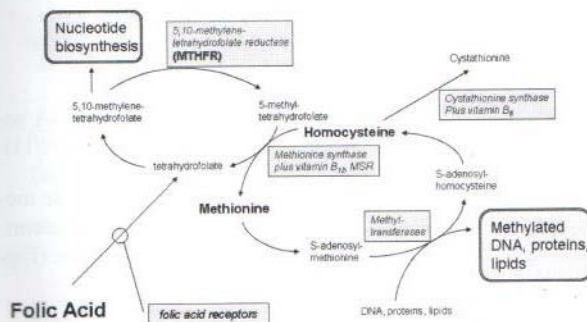 Nucleotide
biosynthesis
5,10-methylene-
tetrahydrofolate reductase
(MTHFR)
Cystathionine
5,10-methylene-
tetrahydrofolate
5-methyl-
tetrahydrofolate
Cystathionine synthase
Plus vitamin B6
Homocysteine
tetrahydrofolate
Methionine synthase
plus vitamin B12, MSR
S-adenosyl-
homocysteine
Methionine
Methyl-
transferases
Methylated
DNA, proteins,
lipids
S-adenosyl-
methionine
Folic Acid
folic acid receptors
DNA, proteins, lipids